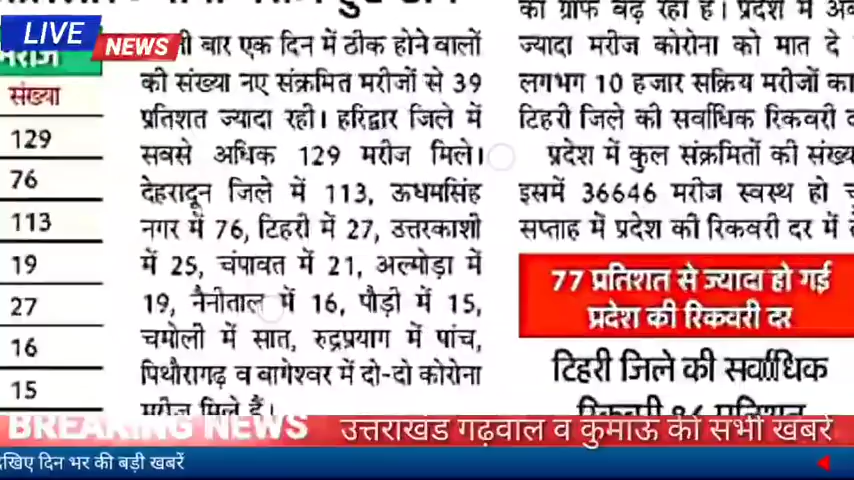 LIVE
NEWS
मरीज
संख्या
129
76
113
19
27
16
15
बार एक दिन में ठीक होने वालों
की संख्या नए संक्रमित मरीजों से 39
प्रतिशत ज्यादा रही। हरिद्वार जिले में
सबसे अधिक 129 मरीज मिले।
देहरादून जिले में 113, ऊधमसिंह
नगर में 76, टिहरी में 27, उत्तरकाशी
में 25, चंपावत में 21, अल्मोड़ा में
19, नैनीताल में 16, पौड़ी में 15,
चमोली में सात, रुद्रप्रयाग में पांच,
पिथौरागढ़ व बागेश्वर में दो-दो कोरोना
मरीज मिले हैं।
का ग्राफ बढ़ रहा है। प्रदेश में
ज्यादा मरीज कोरोना को मात दे
लगभग 10 हजार सक्रिय मरीजों का
टिहरी जिले की सर्वाधिक रिकवरी
प्रदेश में कुल संक्रमितों की
इसमें 36646 मरीज स्वस्थ हो
सप्ताह में प्रदेश की रिकवरी दर में
77 प्रतिशत से ज्यादा हो गई
प्रदेश की रिकवरी दर
टिहरी जिले की सर्वाधिक
रिकवरी प्रतिशत
BREAKING NEWS
उत्तराखंड गढ़वाल व कुमाऊ की सभी खबरें
दिन भर की बड़ी खबरें